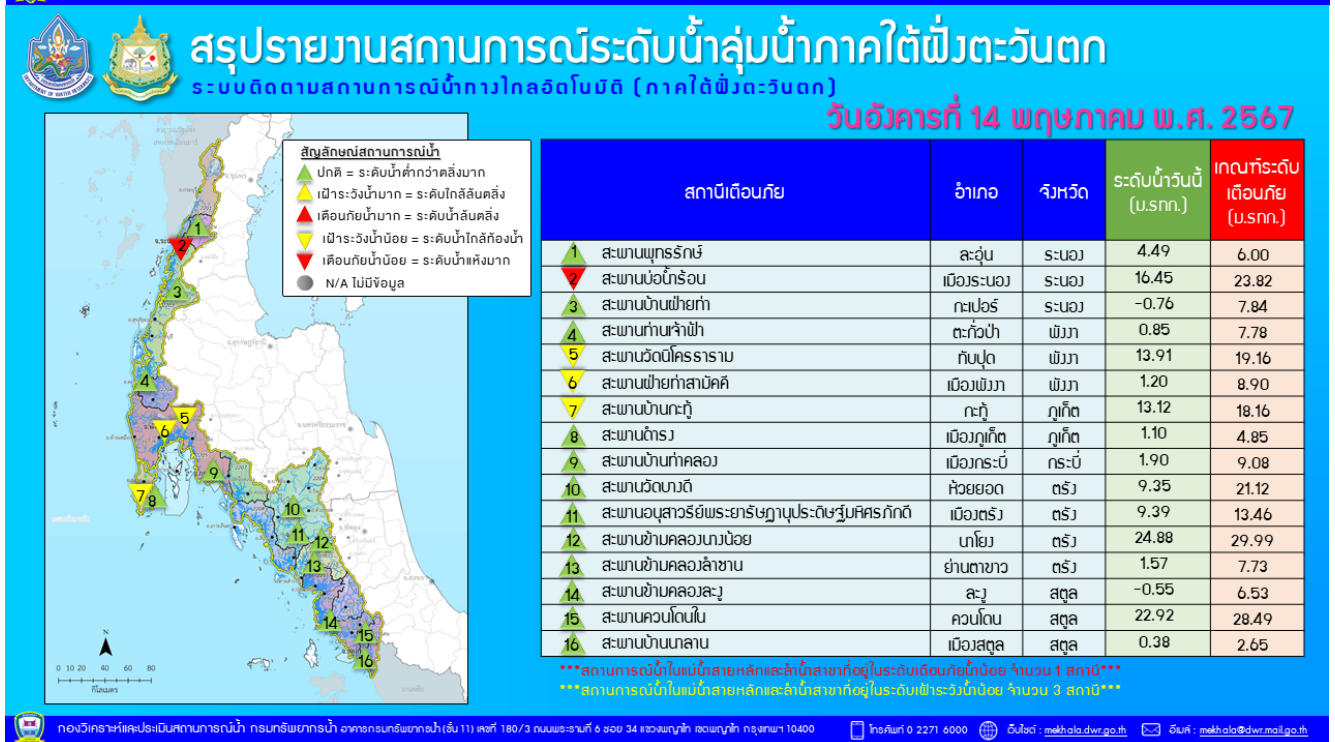 สรุปรายงานสถานการณ์ระดับน้ำลุ่มน้ำภาคใต้ฝั่งตะวันตก
ระบบติดตามสถานการณ์น้ำทางไกลอัตโนมัติ (ภาคใต้ฝั่งตะวันตก)
วันอังคารที่ 14 พฤษภาคม พ.ศ. 2567
สัญลักษณ์สถานการณ์น้ำ
ปกติ = ระดับน้ำต่ำกว่าตลิ่งมาก
เฝ้าระวังน้ำมาก = ระดับใกล้ล้นตลิ่ง
เตือนภัยน้ำมาก = ระดับน้ำล้นตลิ่ง
เฝ้าระวังน้ำน้อย = ระดับน้ำใกล้ท้องน้ำ
เตือนภัยน้ำน้อย = ระดับน้ำแห้งมาก
N/A ไม่มีข้อมูล
1
2
3
4
5
6
7
8
9
10
11
12
13
14
15
16
N
0 10 20 40 60 80
กิโลเมตร
สถานีเตือนภัย อำเภอ จังหวัด ระดับน้ำวันนี้ (ม.รทก.) เกณฑ์ระดับเตือนภัย (ม.รทก.)
1 สะพานพุทธรักษ์ ละอุ่น ระนอง 4.49 6.00
2 สะพานบ่อน้ำร้อน เมืองระนอง ระนอง 16.45 23.82
3 สะพานบ้านฝ่ายท่า กะเปอร์ ระนอง -0.76 7.84
4 สะพานท่านเจ้าฟ้า ตะกั่วป่า พังงา 0.85 7.78
5 สะพานวัดนิโครธาราม ทับปุด พังงา 13.91 19.16
6 สะพานฝ่ายท่าสามัคคี เมืองพังงา พังงา 1.20 8.90
7 สะพานบ้านกะทู้ กะทู้ ภูเก็ต 13.12 18.16
8 สะพานดำรง เมืองภูเก็ต ภูเก็ต 1.10 4.85
9 สะพานบ้านท่าคลอง เมืองกระบี่ กระบี่ 1.90 9.08
10 สะพานวัดบางดี ห้วยยอด ตรัง 9.35 21.12
11 สะพานอนุสาวรีย์พระยารัษฎานุประดิษฐ์มหิศรภักดี เมืองตรัง ตรัง 9.39 13.46
12 สะพานข้ามคลองนางน้อย นาโยง ตรัง 24.88 29.99
13 สะพานข้ามคลองลำชาน ย่านตาขาว ตรัง 1.57 7.73
14 สะพานข้ามคลองละงู ละงู สตูล -0.55 6.53
15 สะพานควนโดนใน ควนโดน สตูล 22.92 28.49
16 สะพานบ้านนาลาน เมืองสตูล สตูล 0.38 2.65
***สถานการณ์น้ำในแม่น้ำสายหลักและลำน้ำสาขาที่อยู่ในระดับเตือนภัยน้ำน้อย จำนวน 1 สถานี***
***สถานการณ์น้ำในแม่น้ำสายหลักและลำน้ำสาขาที่อยู่ในระดับเฝ้าระวังน้ำน้อย จำนวน 3 สถานี***
กองวิเคราะห์และประเมินสถานการณ์น้ำ กรมทรัพยากรน้ำ อาคารกรมทรัพยากรน้ำ (ชั้น 11) เลขที่ 180/3 ถนนพระรามที่ 6 ซอย 34 แขวงพญาไท เขตพญาไท กรุงเทพฯ 10400 โทรศัพท์ 0 2271 6000 เว็บไซต์ : mekhala.dwr.go.th อีเมล์ : mekhala@dwr.mail.go.th